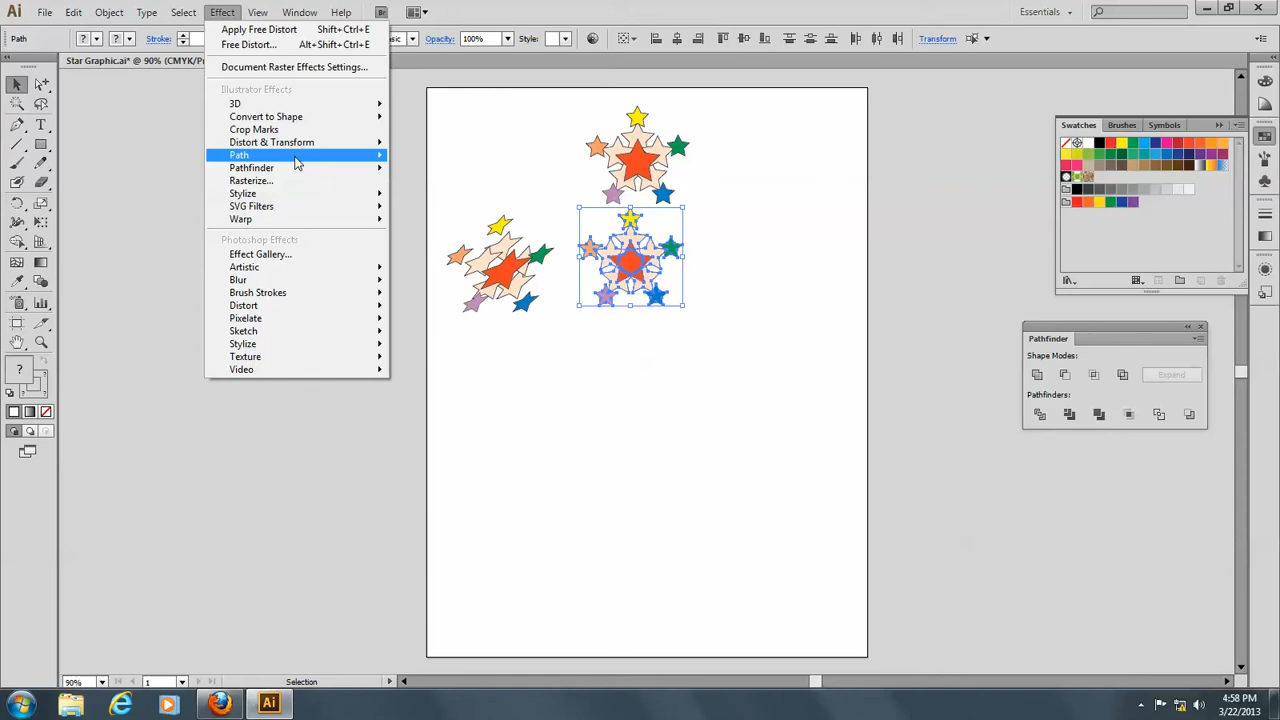 Ai File Edit Object Type Select Effect View Window Help Br Essentials
Path Stroke: Basic Opacity: 100% Style: Transform
Star Graphic.ai* @ 90% (CMYK/Pr
Apply Free Distort Shift+Ctrl+E
Free Distort... Alt+Shift+Ctrl+E
Document Raster Effects Settings...
Illustrator Effects
3D
Convert to Shape
Crop Marks
Distort & Transform
Path
Pathfinder
Rasterize...
Stylize
SVG Filters
Warp
Photoshop Effects
Effect Gallery...
Artistic
Blur
Brush Strokes
Distort
Pixelate
Sketch
Stylize
Texture
Video
Swatches Brushes Symbols
Pathfinder
Shape Modes:
Expand
Pathfinders:
90% 1 Selection
Ai
4:58 PM
3/22/2013